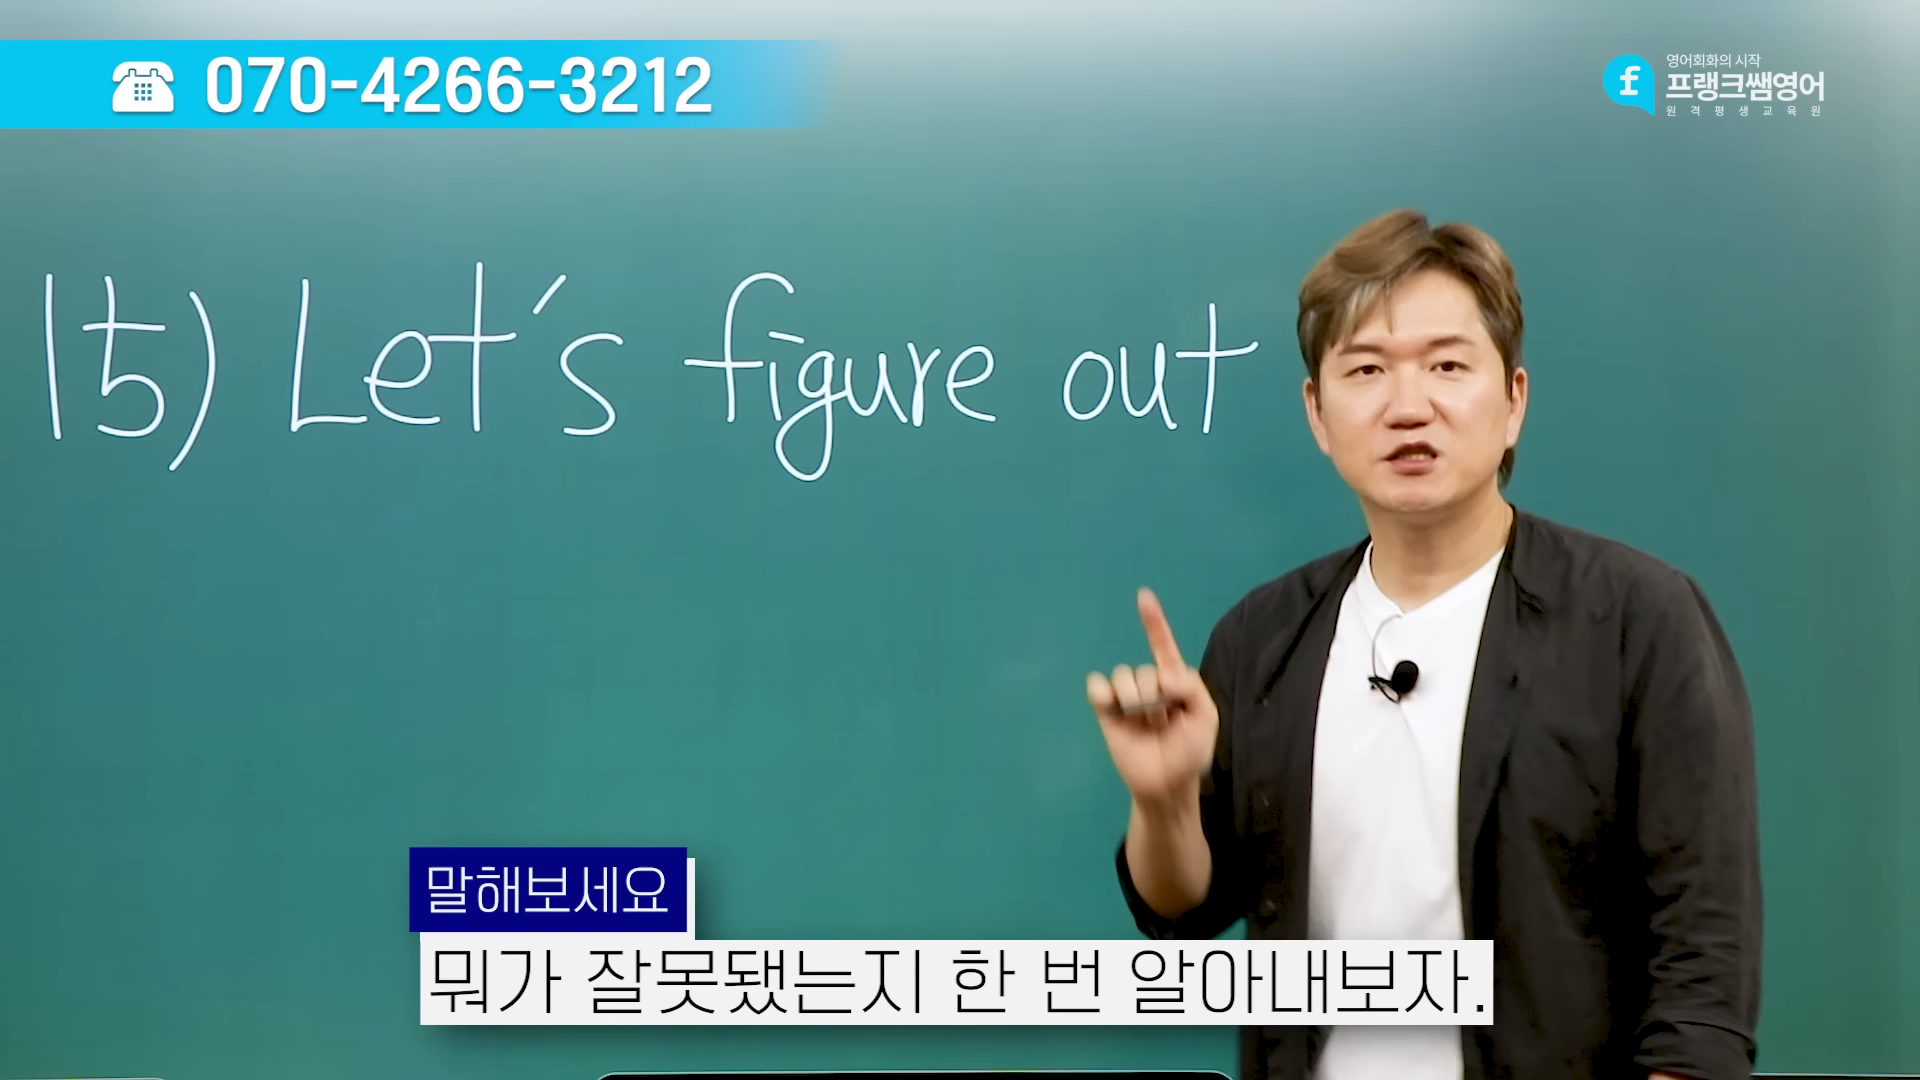 070-4266-3212
영어회화의 시작
프랭크쌤영어
원격평생교육원
15) Let's figure out
말해보세요
뭐가 잘못됐는지 한 번 알아내보자.